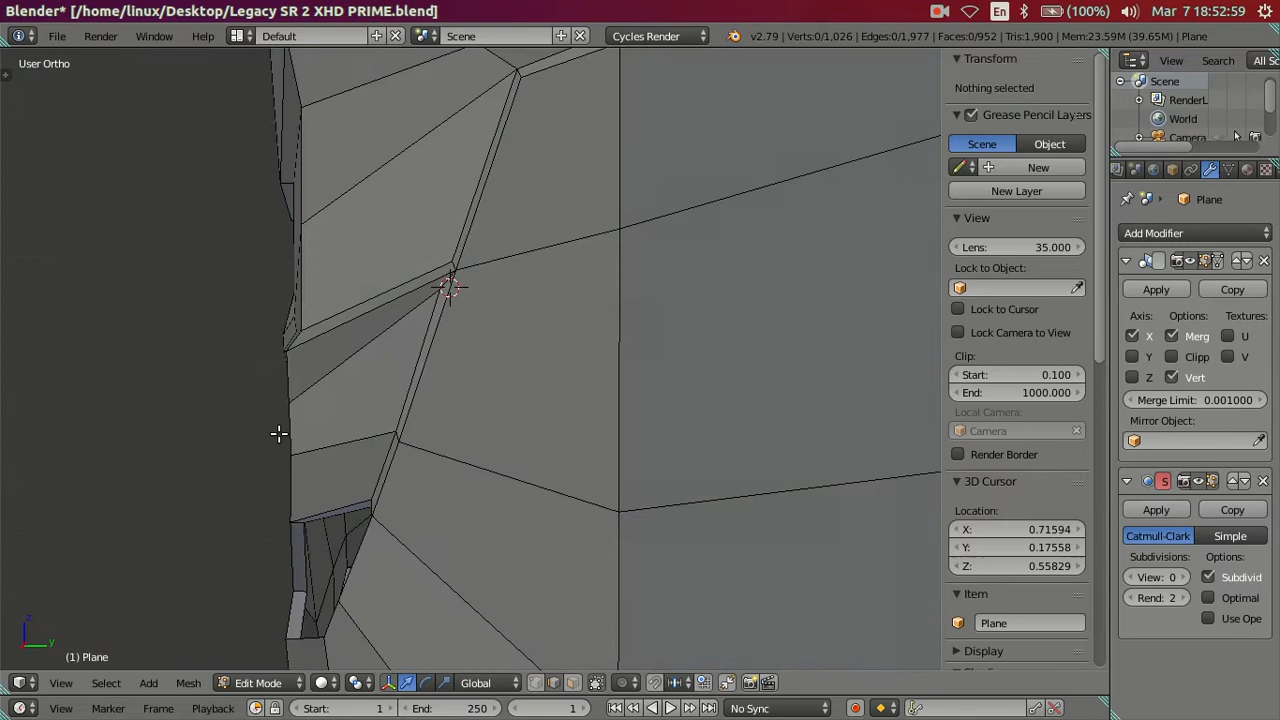 Blender* [/home/linux/Desktop/Legacy SR 2 XHD PRIME.blend]
En (100%) Mar 7 18:52:59
File Render Window Help Default Scene Cycles Render v2.79 | Verts:0/1,026 | Edges:0/1,977 | Faces:0/952 | Tris:1,900 | Mem:23.59M (39.65M) | Plane
User Ortho
Transform
Nothing selected
Grease Pencil Layers
Scene Object
New
New Layer
View
Lens: 35.000
Lock to Object:
Lock to Cursor
Lock Camera to View
Clip:
Start: 0.100
End: 1000.000
Local Camera:
Camera
Render Border
3D Cursor
Location:
X: 0.71594
Y: 0.17558
Z: 0.55829
Item
Plane
Display
View Search All Sc
Scene
RenderL
World
Camera
Plane
Add Modifier
Apply Copy
Axis: Options: Textures:
X Merg U
Y Clipp V
Z Vert
Merge Limit: 0.001000
Mirror Object:
S
Apply Copy
Catmull-Clark Simple
Subdivisions: Options:
View: 0 Subdivid
Rend: 2 Optimal
Use Ope
z
y
(1) Plane
View Select Add Mesh Edit Mode Global
View Marker Frame Playback Start: 1 End: 250 1 No Sync